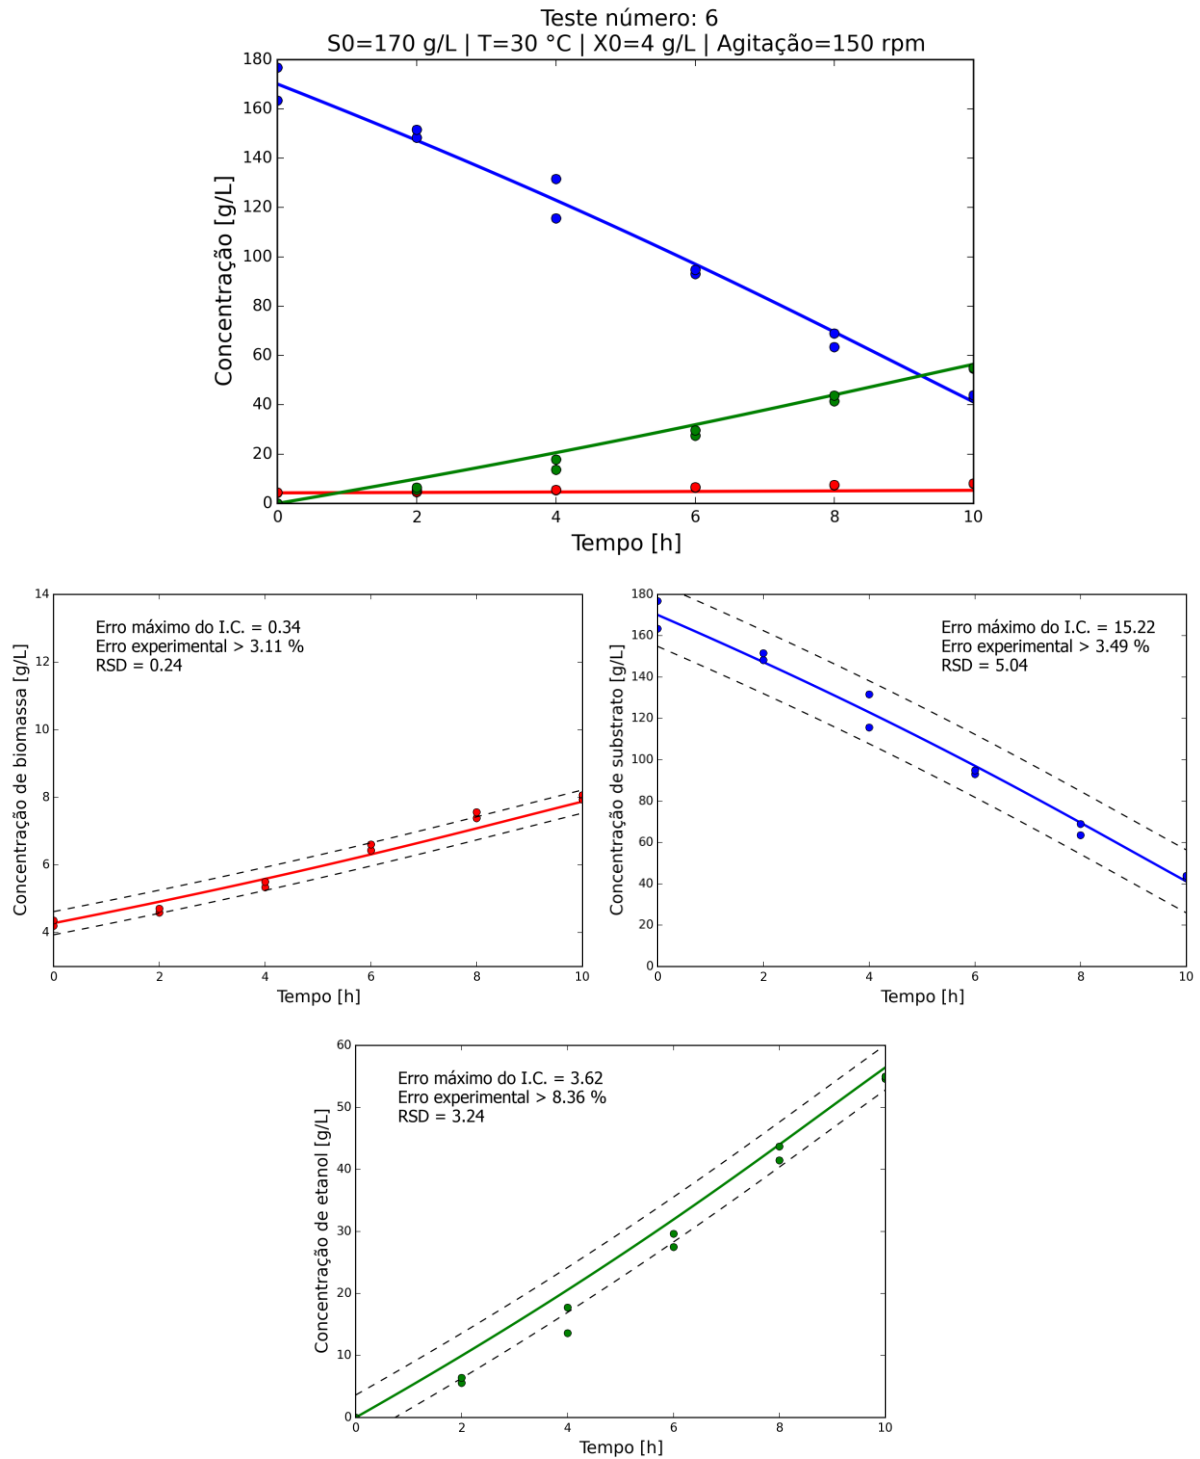 Teste número: 6
S0=170 g/L | T=30 °C | X0=4 g/L | Agitação=150 rpm
Concentração [g/L]
180
160
140
120
100
80
60
40
20
0
0 2 4 6 8 10
Tempo [h]
Concentração de biomassa [g/L]
14
12
10
8
6
4
Erro máximo do I.C. = 0.34
Erro experimental > 3.11 %
RSD = 0.24
0 2 4 6 8 10
Tempo [h]
Concentração de substrato [g/L]
180
160
140
120
100
80
60
40
20
0
Erro máximo do I.C. = 15.22
Erro experimental > 3.49 %
RSD = 5.04
0 2 4 6 8 10
Tempo [h]
Concentração de etanol [g/L]
60
50
40
30
20
10
0
Erro máximo do I.C. = 3.62
Erro experimental > 8.36 %
RSD = 3.24
0 2 4 6 8 10
Tempo [h]